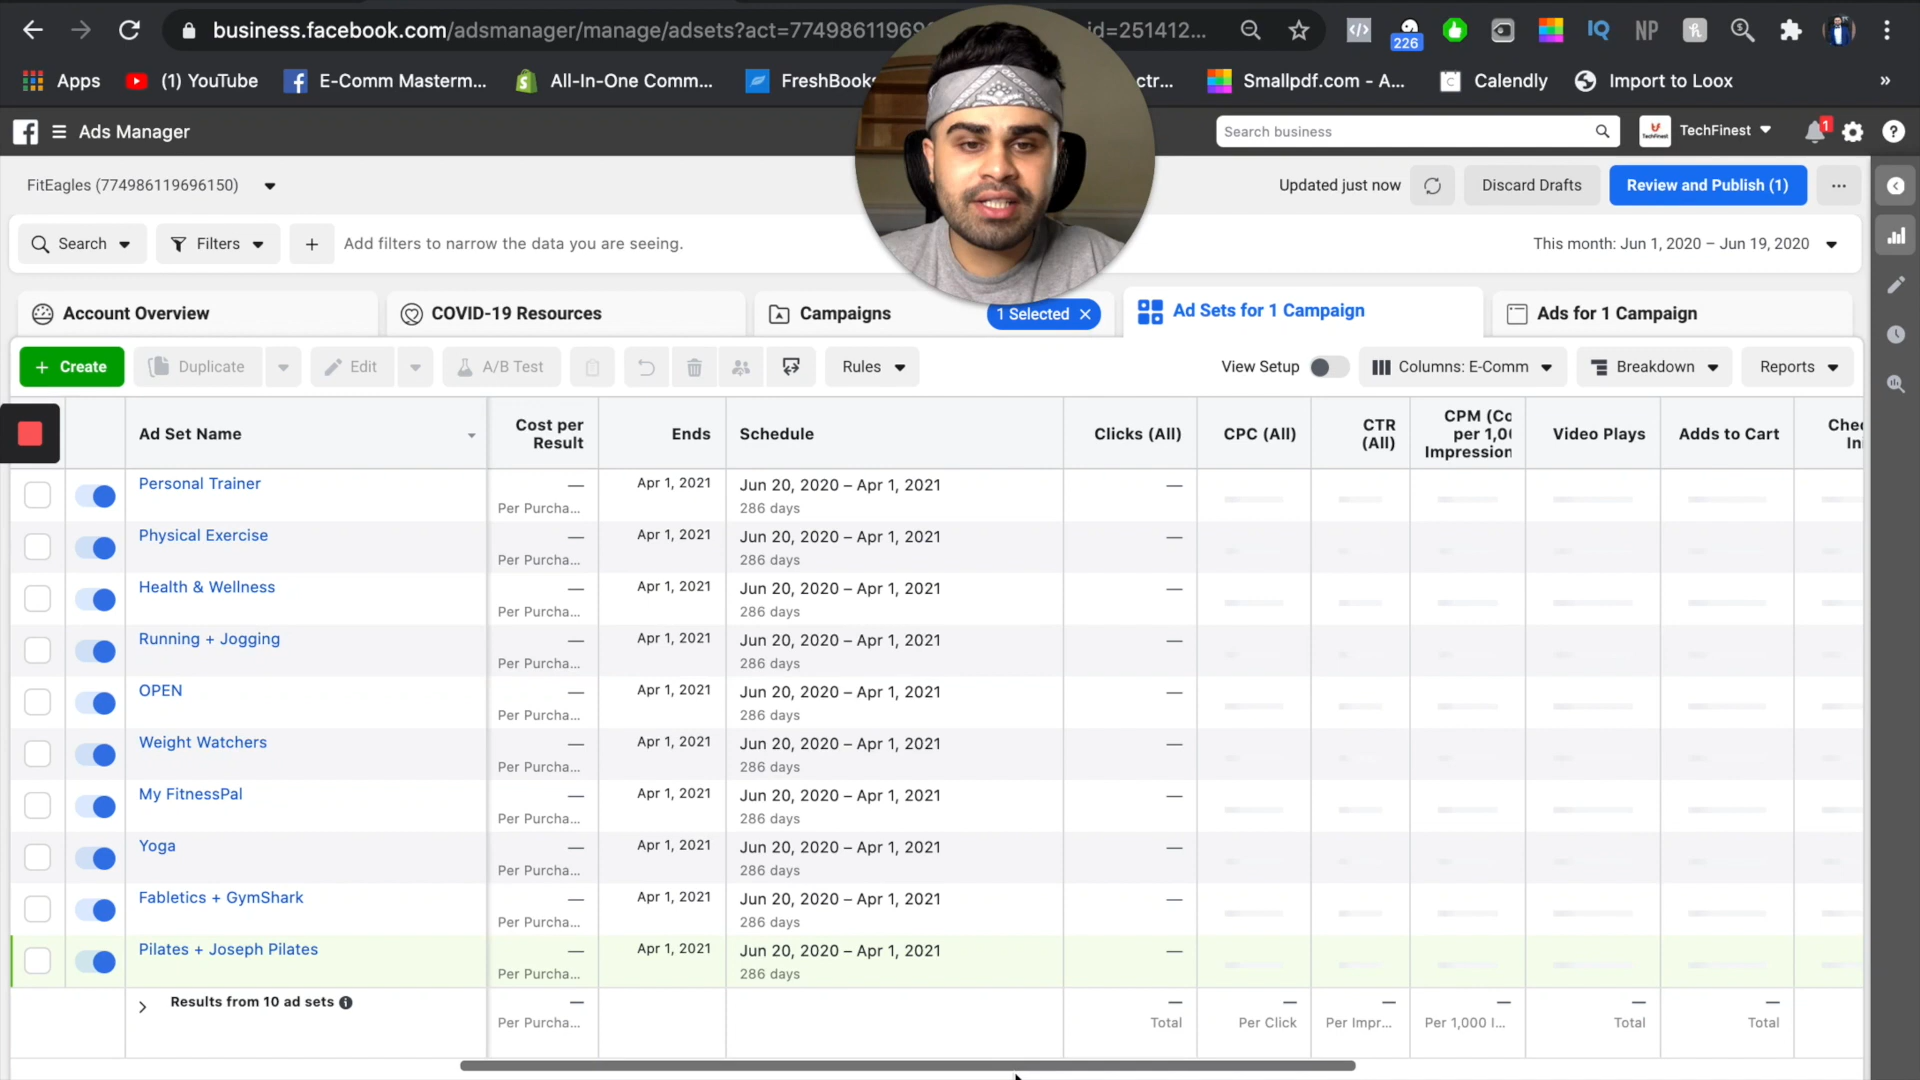 business.facebook.com/adsmanager/manage/adsets?act=7749861196
id=251412...
226
Apps
(1) YouTube
E-Comm Masterm...
All-In-One Comm...
FreshBook
ctr...
Smallpdf.com - A...
Calendly
Import to Loox
»
Ads Manager
Search business
TechFinest
1
FitEagles (774986119696150)
Updated just now
Discard Drafts
Review and Publish (1)
Search
Filters
Add filters to narrow the data you are seeing.
This month: Jun 1, 2020 – Jun 19, 2020
Account Overview
COVID-19 Resources
Campaigns
1 Selected ×
Ad Sets for 1 Campaign
Ads for 1 Campaign
+ Create
Duplicate
Edit
A/B Test
Rules
View Setup
Columns: E-Comm
Breakdown
Reports
Ad Set Name
Cost per
Result
Ends
Schedule
Clicks (All)
CPC (All)
CTR
(All)
CPM (Co
per 1,00
Impression
Video Plays
Adds to Cart
Chec
In
Personal Trainer
—
Per Purcha...
Apr 1, 2021
Jun 20, 2020 – Apr 1, 2021
286 days
—
Physical Exercise
—
Per Purcha...
Apr 1, 2021
Jun 20, 2020 – Apr 1, 2021
286 days
—
Health & Wellness
—
Per Purcha...
Apr 1, 2021
Jun 20, 2020 – Apr 1, 2021
286 days
—
Running + Jogging
—
Per Purcha...
Apr 1, 2021
Jun 20, 2020 – Apr 1, 2021
286 days
—
OPEN
—
Per Purcha...
Apr 1, 2021
Jun 20, 2020 – Apr 1, 2021
286 days
—
Weight Watchers
—
Per Purcha...
Apr 1, 2021
Jun 20, 2020 – Apr 1, 2021
286 days
—
My FitnessPal
—
Per Purcha...
Apr 1, 2021
Jun 20, 2020 – Apr 1, 2021
286 days
—
Yoga
—
Per Purcha...
Apr 1, 2021
Jun 20, 2020 – Apr 1, 2021
286 days
—
Fabletics + GymShark
—
Per Purcha...
Apr 1, 2021
Jun 20, 2020 – Apr 1, 2021
286 days
—
Pilates + Joseph Pilates
—
Per Purcha...
Apr 1, 2021
Jun 20, 2020 – Apr 1, 2021
286 days
—
Results from 10 ad sets
—
Per Purcha...
—
Total
—
Per Click
—
Per Impr...
—
Per 1,000 I...
—
Total
—
Total